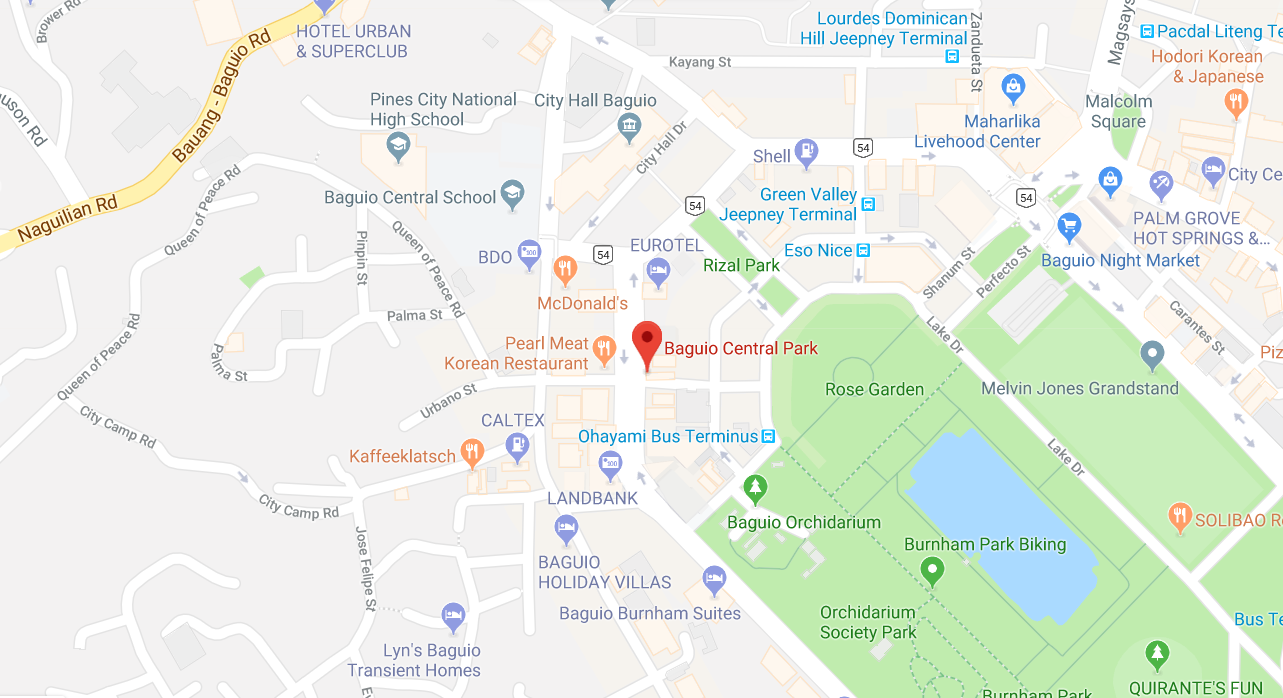 Brower Rd
HOTEL URBAN
& SUPERCLUB
Lourdes Dominican
Hill Jeepney Terminal
Zandueta St
Magsays
Pacdal Liteng Te
Kayang St
Hodori Korean
& Japanese
Bauang - Baguio Rd
Pines City National
High School
City Hall Baguio
Malcolm
Square
Maharlika
Livehood Center
uson Rd
City Hall Dr
Shell
54
Baguio Central School
Green Valley
Jeepney Terminal
54
54
City Ce
Naguilian Rd
Queen of Peace Rd
PALM GROVE
HOT SPRINGS &...
Pinpin St
Queen of Peace Rd
BDO
54
EUROTEL
Rizal Park
Eso Nice
Baguio Night Market
Shanum St
Perfecto St
McDonald's
Palma St
Carantes St
Lake Dr
Queen of Peace Rd
Palma St
Pearl Meat
Korean Restaurant
Baguio Central Park
Piz
Rose Garden
Melvin Jones Grandstand
Urbano St
City Camp Rd
CALTEX
Ohayami Bus Terminus
Lake Dr
Kaffeeklatsch
LANDBANK
City Camp Rd
Baguio Orchidarium
SOLIBAO R
Jose Felipe St
Burnham Park Biking
BAGUIO
HOLIDAY VILLAS
Baguio Burnham Suites
Orchidarium
Society Park
Bus Te
Lyn's Baguio
Transient Homes
QUIRANTE'S FUN
Burnham Park